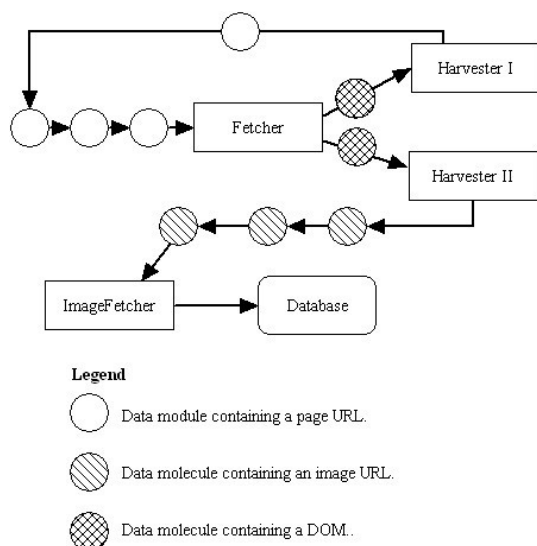 Harvester I
Fetcher
Harvester II
ImageFetcher
Database
Legend
Data module containing a page URL.
Data molecule containing an image URL.
Data molecule containing a DOM..